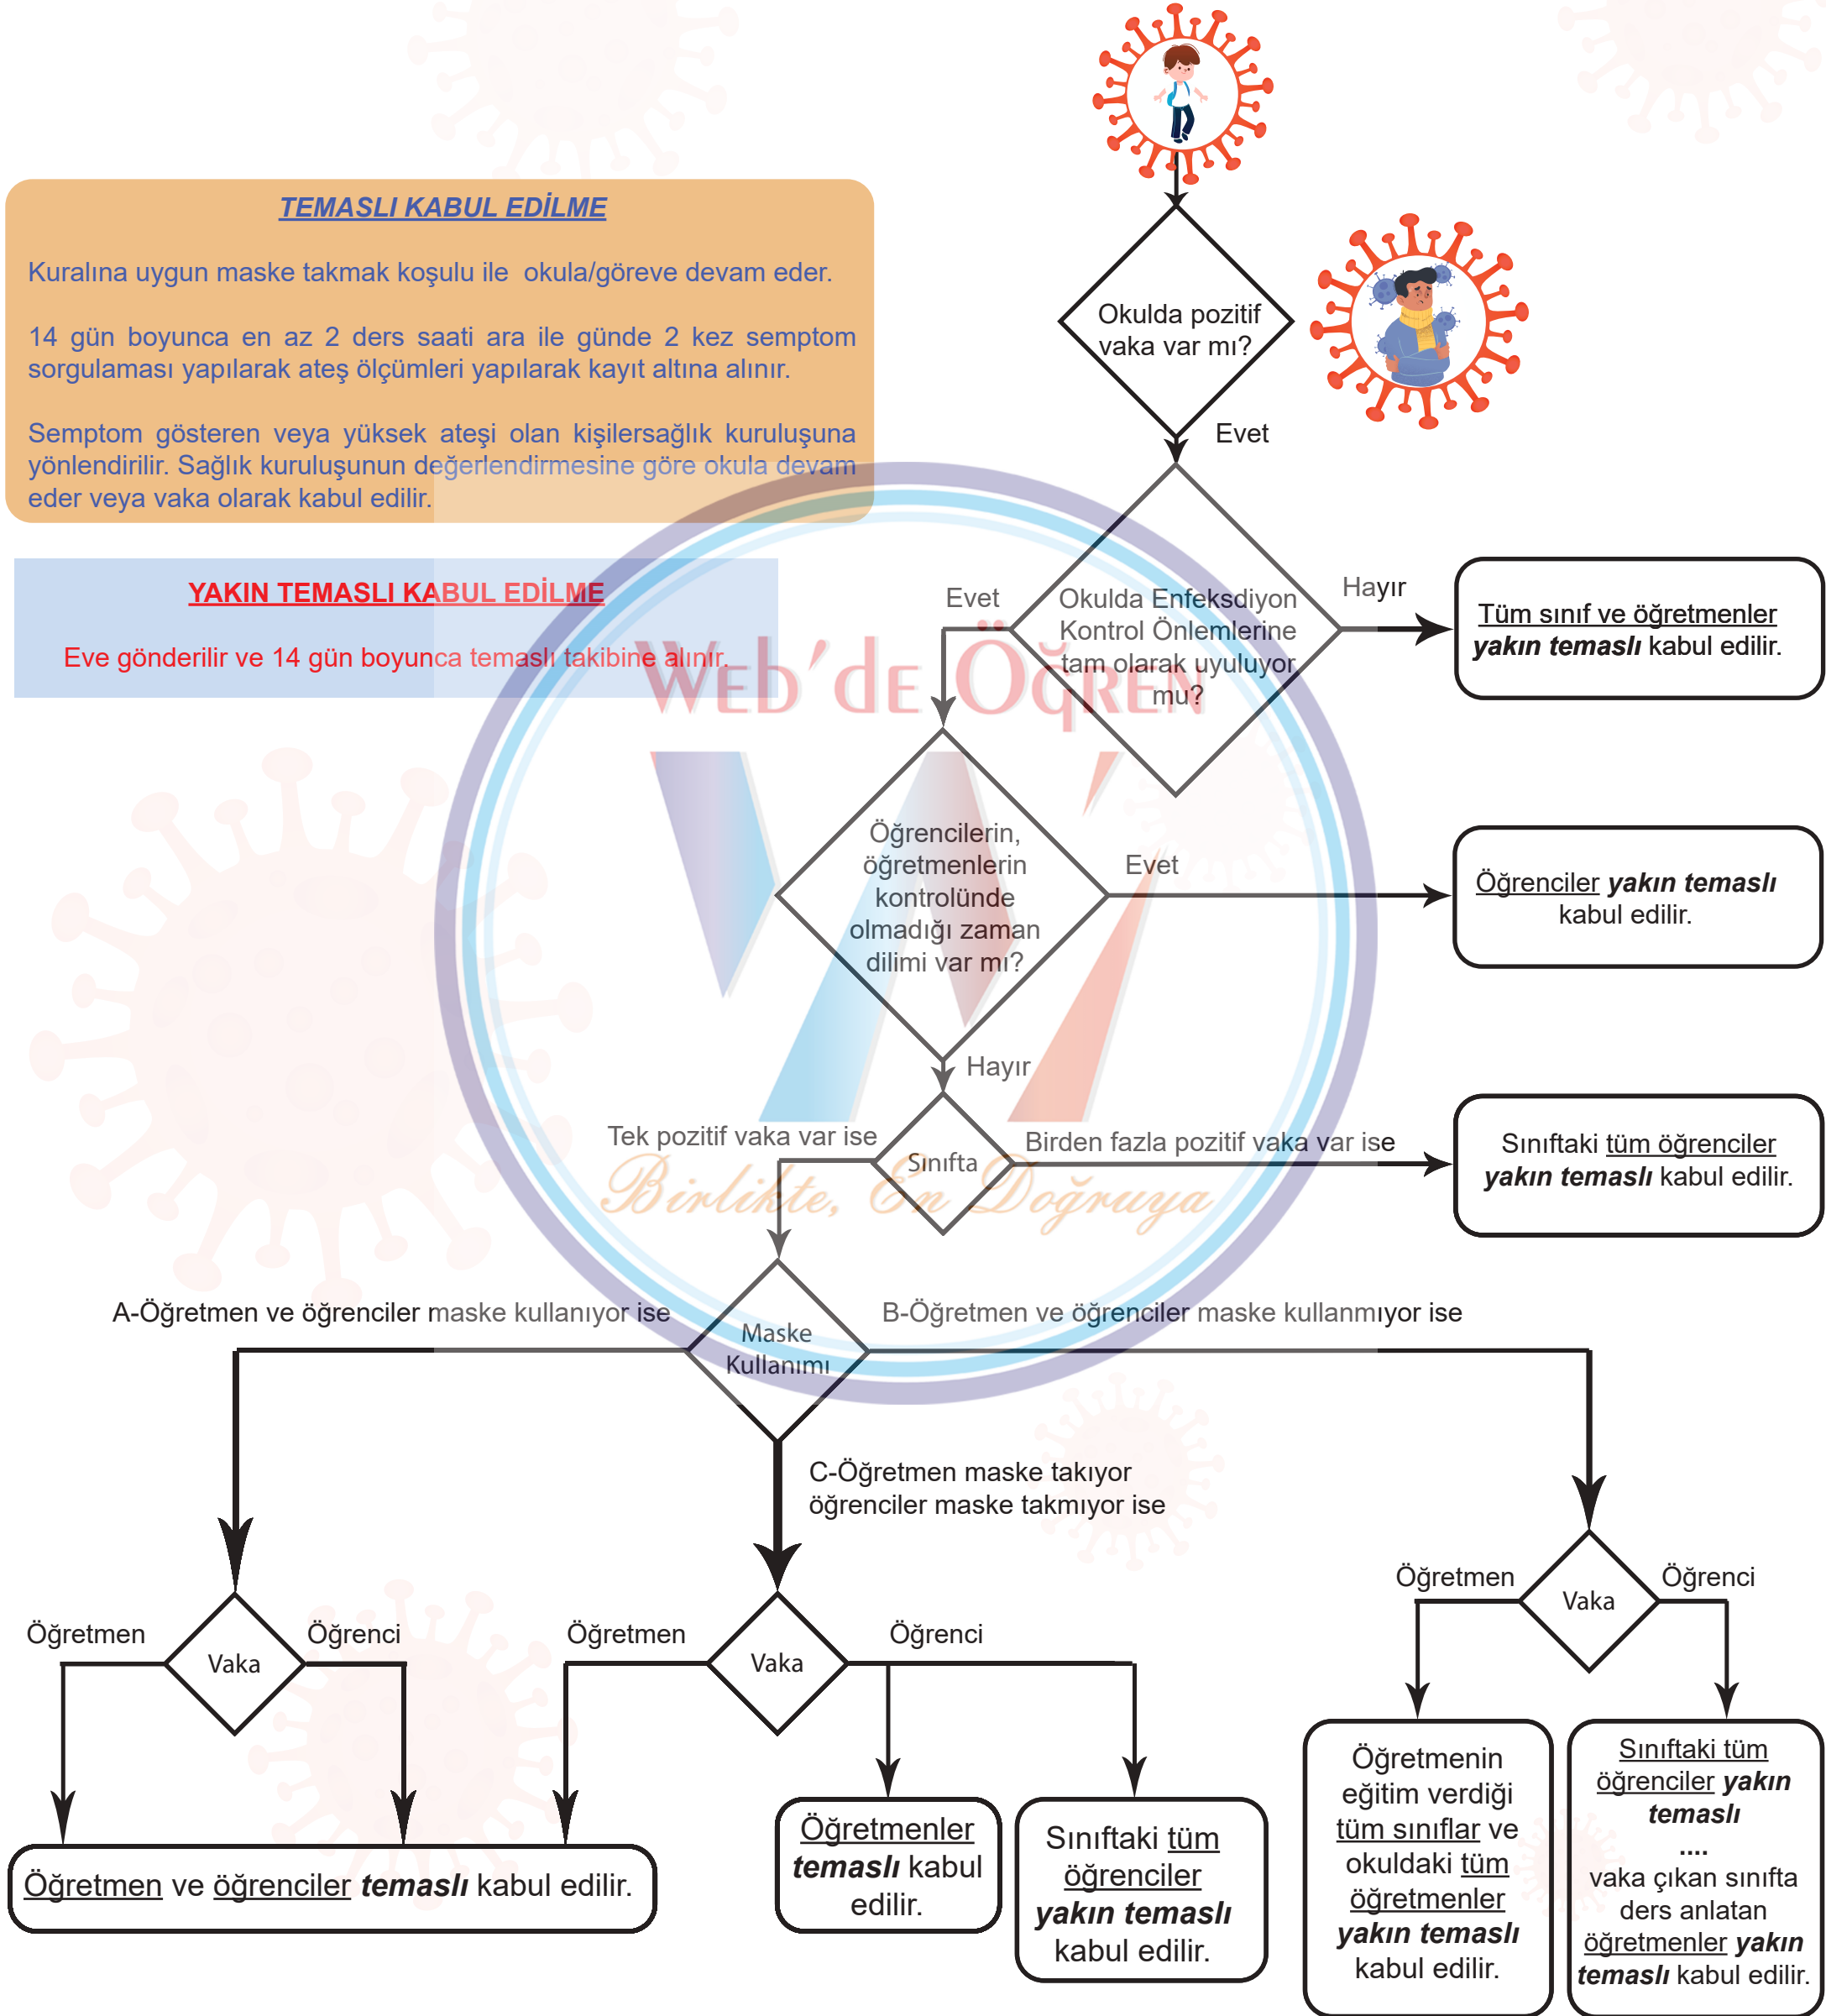 TEMASLI KABUL EDİLME
Kuralına uygun maske takmak koşulu ile okula/göreve devam eder.
14 gün boyunca en az 2 ders saati ara ile günde 2 kez semptom
sorgulaması yapılarak ateş ölçümleri yapılarak kayıt altına alınır.
Semptom gösteren veya yüksek ateşi olan kişilersağlık kuruluşuna
yönlendirilir. Sağlık kuruluşunun değerlendirmesine göre okula devam
eder veya vaka olarak kabul edilir.
YAKIN TEMASLI KABUL EDİLME
Eve gönderilir ve 14 gün boyunca temaslı takibine alınır.
Okulda pozitif
vaka var mı?
Evet
Okulda Enfeksdiyon
Kontrol Önlemlerine
tam olarak uyuluyor
mu?
Evet
Hayır
Tüm sınıf ve öğretmenler
yakın temaslı kabul edilir.
Web'de Öğren
Öğrencilerin,
öğretmenlerin
kontrolünde
olmadığı zaman
dilimi var mı?
Evet
Öğrenciler yakın temaslı
kabul edilir.
Hayır
Sınıfta
Tek pozitif vaka var ise
Birden fazla pozitif vaka var ise
Sınıftaki tüm öğrenciler
yakın temaslı kabul edilir.
Birlikte, En Doğruya
Maske
Kullanımı
A-Öğretmen ve öğrenciler maske kullanıyor ise
B-Öğretmen ve öğrenciler maske kullanmıyor ise
C-Öğretmen maske takıyor
öğrenciler maske takmıyor ise
Öğretmen
Vaka
Öğrenci
Öğretmen
Vaka
Öğrenci
Öğretmen
Vaka
Öğrenci
Öğretmen ve öğrenciler temaslı kabul edilir.
Öğretmenler
temaslı kabul
edilir.
Sınıftaki tüm
öğrenciler
yakın temaslı
kabul edilir.
Öğretmenin
eğitim verdiği
tüm sınıflar ve
okuldaki tüm
öğretmenler
yakın temaslı
kabul edilir.
Sınıftaki tüm
öğrenciler yakın
temaslı
....
vaka çıkan sınıfta
ders anlatan
öğretmenler yakın
temaslı kabul edilir.